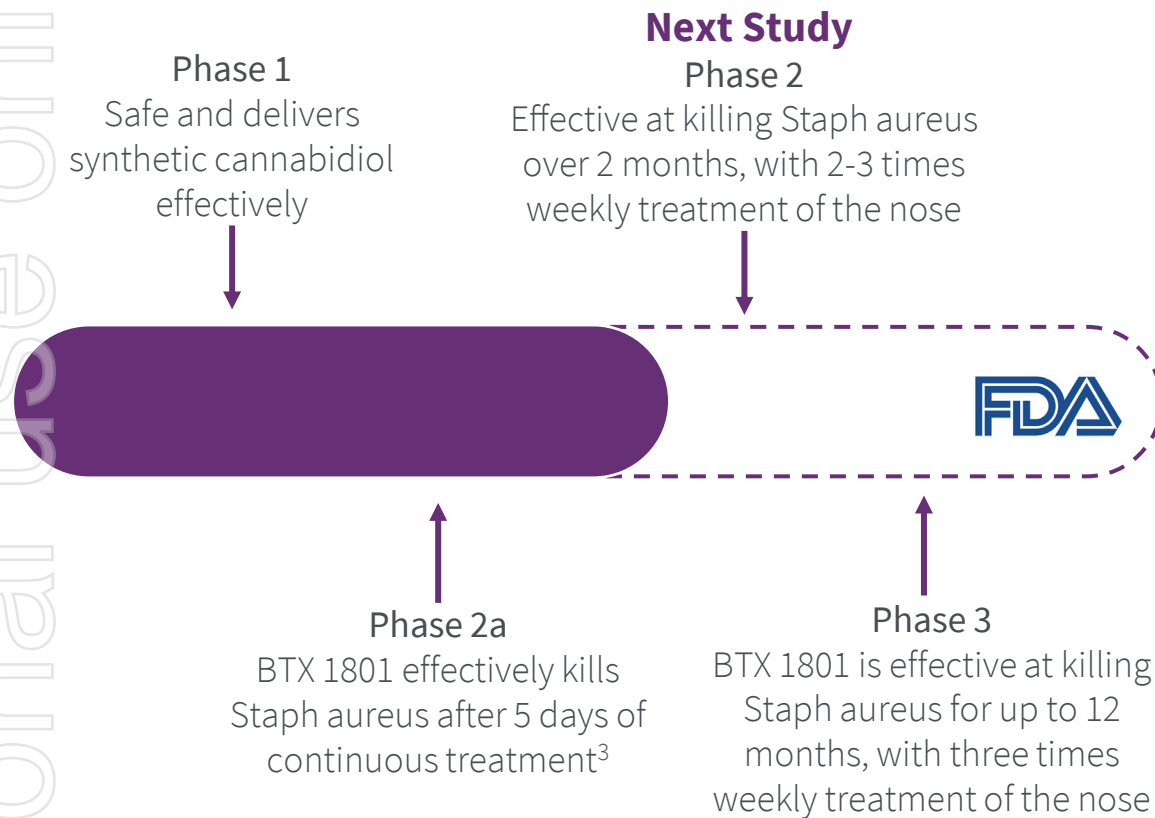 Next Study
Phase 1
Safe and delivers
synthetic cannabidiol
effectively
Phase 2
Effective at killing Staph aureus
over 2 months, with 2-3 times
weekly treatment of the nose
FDA
Phase 2a
BTX 1801 effectively kills
Staph aureus after 5 days of
continuous treatment³
Phase 3
BTX 1801 is effective at killing
Staph aureus for up to 12
months, with three times
weekly treatment of the nose
use